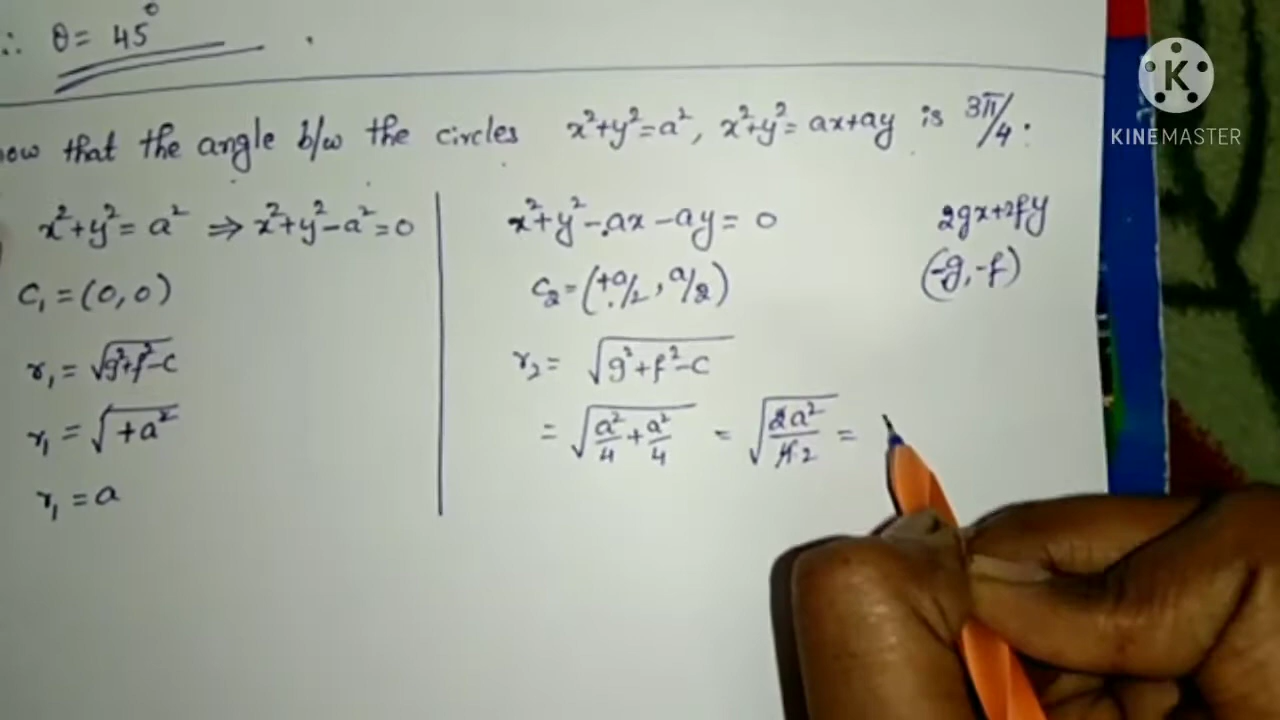 ∴ θ = 45°
how that the angle b/w the circles x²+y²=a², x²+y²=ax+ay is 3π/4.
x²+y²=a² ⇒ x²+y²-a²=0
C₁=(0,0)
r₁=√(g²+f²-c)
r₁=√(+a²)
r₁=a
x²+y²-ax-ay=0
C₂=(+a/2, a/2)
r₂=√(g²+f²-c)
=√(a²/4+a²/4) =√(2a²/4 2) =
2gx+2fy
(-g,-f)
K
KINEMASTER